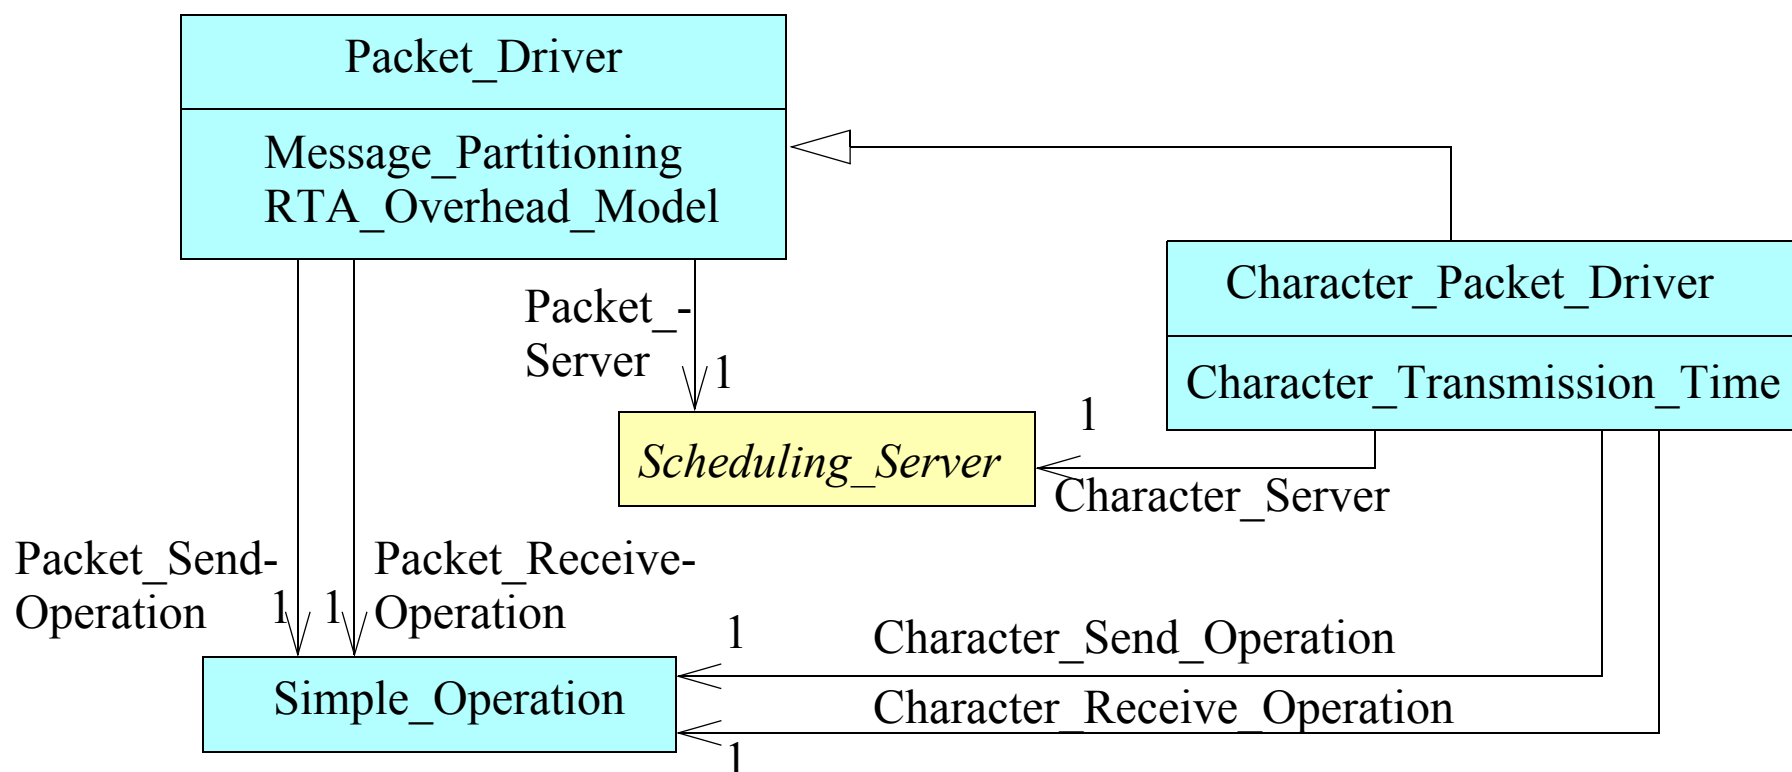 Packet_Driver
Message_Partitioning
RTA_Overhead_Model
Character_Packet_Driver
Character_Transmission_Time
Packet_-
Server
1
Scheduling_Server
1
Character_Server
Packet_Send-
Operation
1
1
Packet_Receive-
Operation
Simple_Operation
1
Character_Send_Operation
Character_Receive_Operation
1